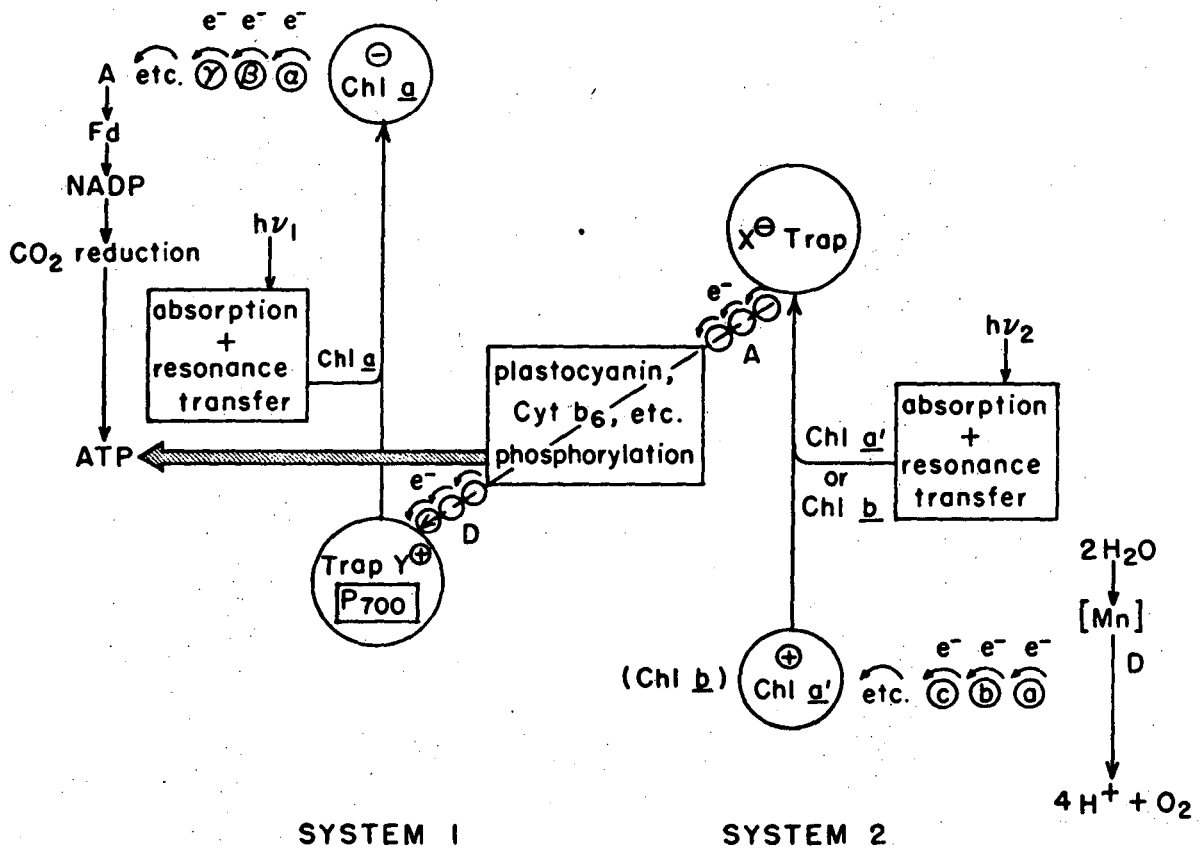 e⁻ e⁻ e⁻
A etc. γ β α
⊖
Chl a
Fd
NADP
CO₂ reduction
ATP
hν₁
absorption
+
resonance
transfer
Chl a
Trap Y⊕
P700
e⁻
D
plastocyanin,
Cyt b₆, etc.
phosphorylation
e⁻
A
X⊖ Trap
hν₂
absorption
+
resonance
transfer
Chl a'
or
Chl b
(Chl b)
⊕
Chl a'
e⁻ e⁻ e⁻
etc. c b a
2H₂O
[Mn]
D
4H⁺ + O₂
SYSTEM 1
SYSTEM 2